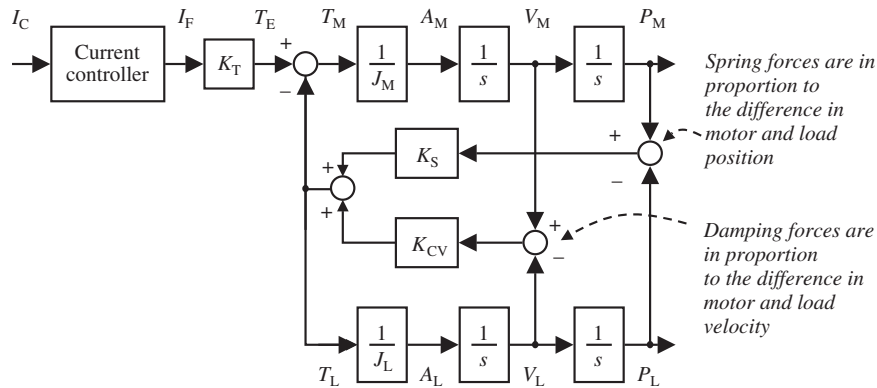 I_C I_F T_E T_M A_M V_M P_M
Current
controller
K_T
+
−
1
J_M
1
s
1
s
Spring forces are in
proportion to
the difference in
motor and load
position
+
−
K_S
+
+
K_CV
+
−
Damping forces are
in proportion
to the difference in
motor and load
velocity
1
J_L
1
s
1
s
T_L A_L V_L P_L